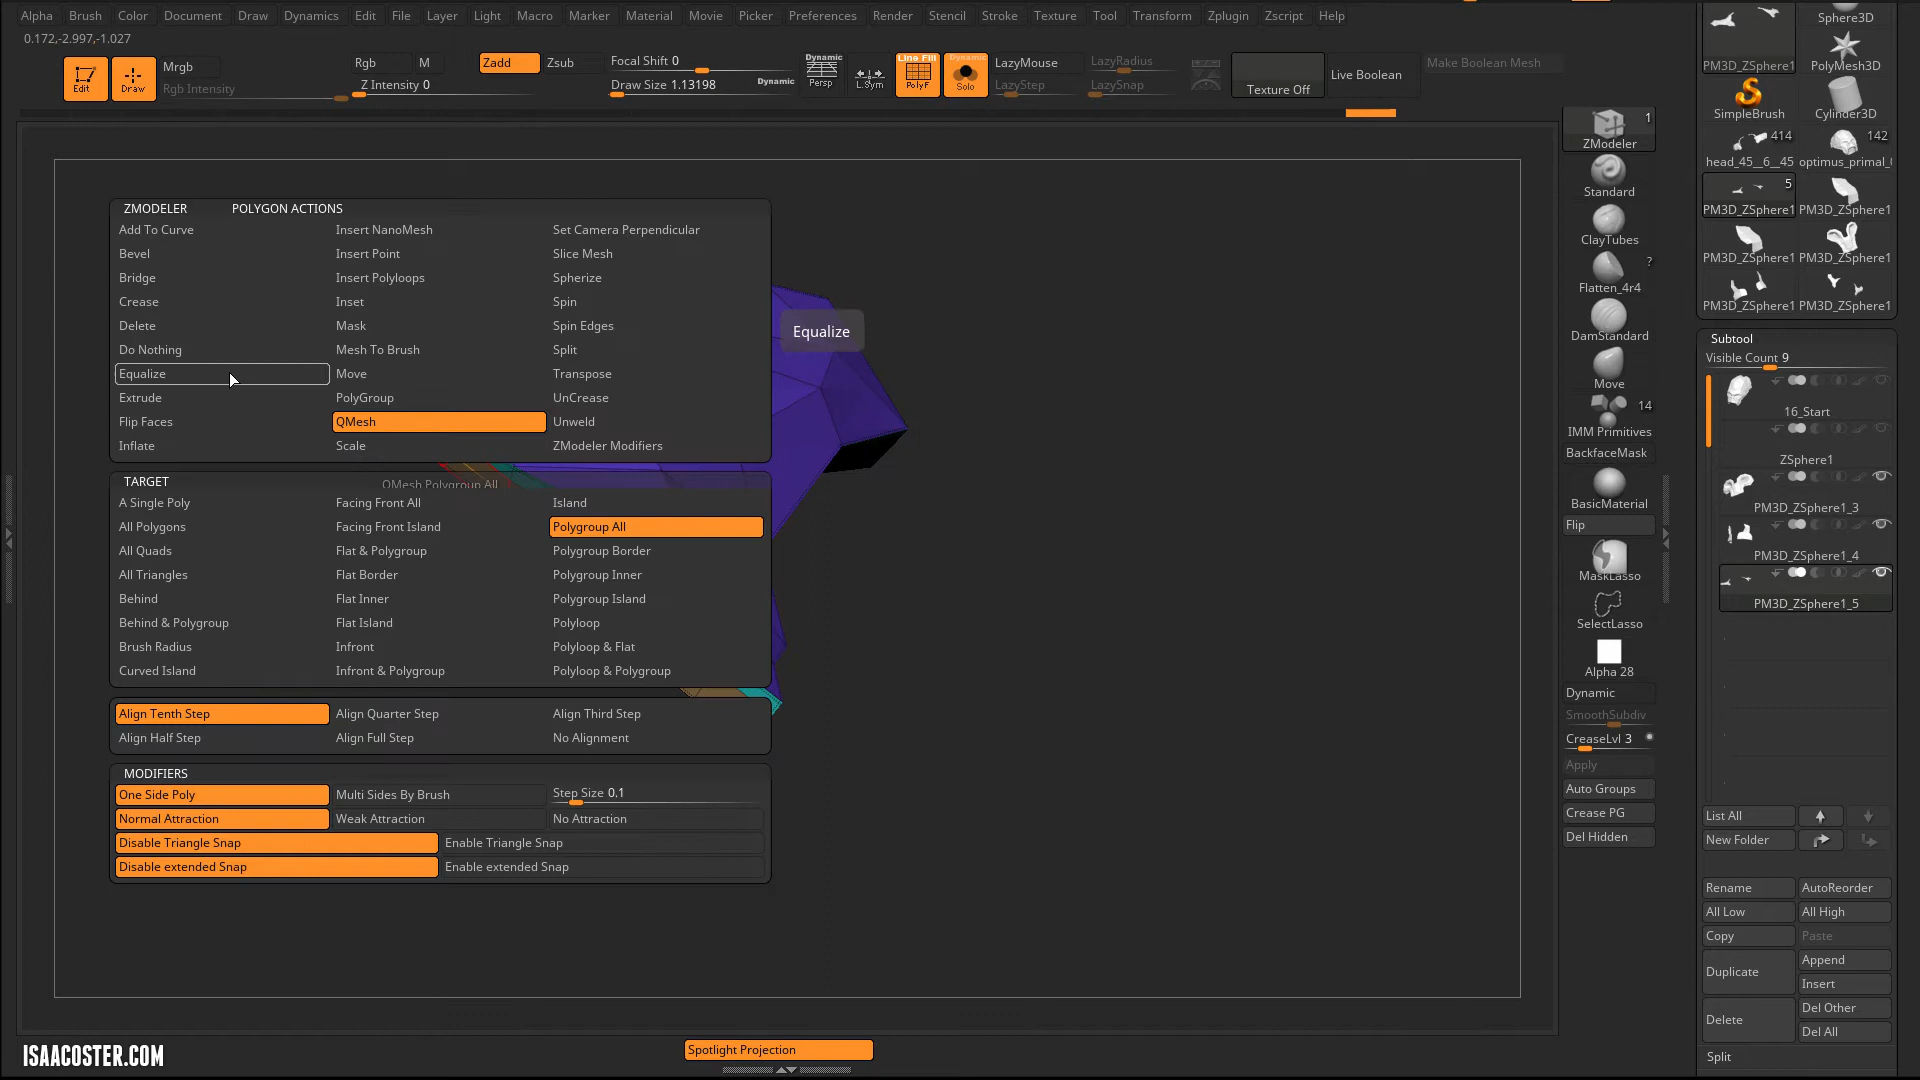 Alpha Brush Color Document Draw Dynamics Edit File Layer Light Macro Marker Material Movie Picker Preferences Render Stencil Stroke Texture Tool Transform Zplugin Zscript Help
0.172,-2.997,-1.027
Edit Draw
Mrgb
Rgb Intensity
Rgb M
Z Intensity 0
Zadd Zsub
Focal Shift 0
Draw Size 1.13198 Dynamic
Dynamic
Persp
L.Sym
Line Fill
PolyF
Dynamic
Solo
LazyMouse
LazyStep
LazyRadius
LazySnap
Texture Off
Live Boolean
Make Boolean Mesh
ZMODELER POLYGON ACTIONS
Add To Curve Insert NanoMesh Set Camera Perpendicular
Bevel Insert Point Slice Mesh
Bridge Insert Polyloops Spherize
Crease Inset Spin
Delete Mask Spin Edges
Do Nothing Mesh To Brush Split
Equalize Move Transpose
Extrude PolyGroup UnCrease
Flip Faces QMesh Unweld
Inflate Scale ZModeler Modifiers
Equalize
TARGET
QMesh Polygroup All
A Single Poly Facing Front All Island
All Polygons Facing Front Island Polygroup All
All Quads Flat & Polygroup Polygroup Border
All Triangles Flat Border Polygroup Inner
Behind Flat Inner Polygroup Island
Behind & Polygroup Flat Island Polyloop
Brush Radius Infront Polyloop & Flat
Curved Island Infront & Polygroup Polyloop & Polygroup
Align Tenth Step Align Quarter Step Align Third Step
Align Half Step Align Full Step No Alignment
MODIFIERS
One Side Poly Multi Sides By Brush Step Size 0.1
Normal Attraction Weak Attraction No Attraction
Disable Triangle Snap Enable Triangle Snap
Disable extended Snap Enable extended Snap
ISAACOSTER.COM
Spotlight Projection
1
ZModeler
Standard
ClayTubes
?
Flatten_4r4
DamStandard
Move
14
IMM Primitives
BackfaceMask
BasicMaterial
Flip
MaskLasso
SelectLasso
Alpha 28
Dynamic
SmoothSubdiv
CreaseLvl 3
Apply
Auto Groups
Crease PG
Del Hidden
Sphere3D
PM3D_ZSphere1 PolyMesh3D
SimpleBrush Cylinder3D
414 142
head_45__6__45 optimus_primal_
5
PM3D_ZSphere1 PM3D_ZSphere1
PM3D_ZSphere1 PM3D_ZSphere1
PM3D_ZSphere1 PM3D_ZSphere1
Subtool
Visible Count 9
16_Start
ZSphere1
PM3D_ZSphere1_3
PM3D_ZSphere1_4
PM3D_ZSphere1_5
List All
New Folder
Rename AutoReorder
All Low All High
Copy Paste
Duplicate Append
Insert
Delete Del Other
Del All
Split